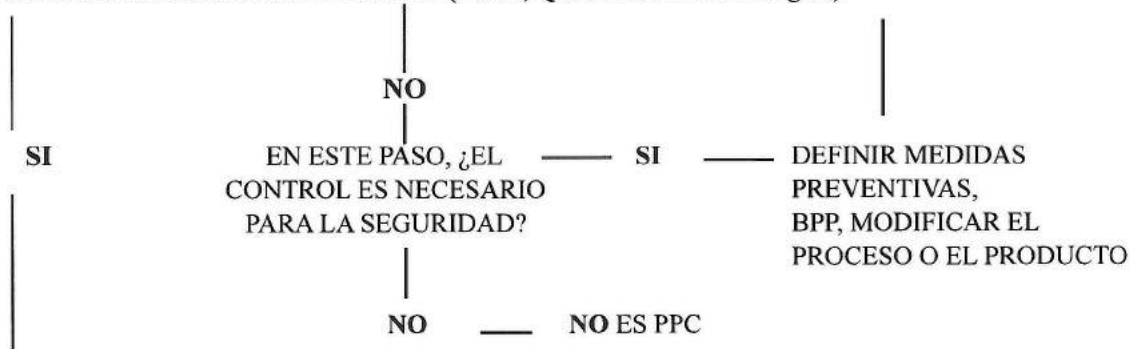 NO
SI
EN ESTE PASO, ¿EL
CONTROL ES NECESARIO
PARA LA SEGURIDAD?
SI
DEFINIR MEDIDAS
PREVENTIVAS,
BPP, MODIFICAR EL
PROCESO O EL PRODUCTO
NO
NO ES PPC